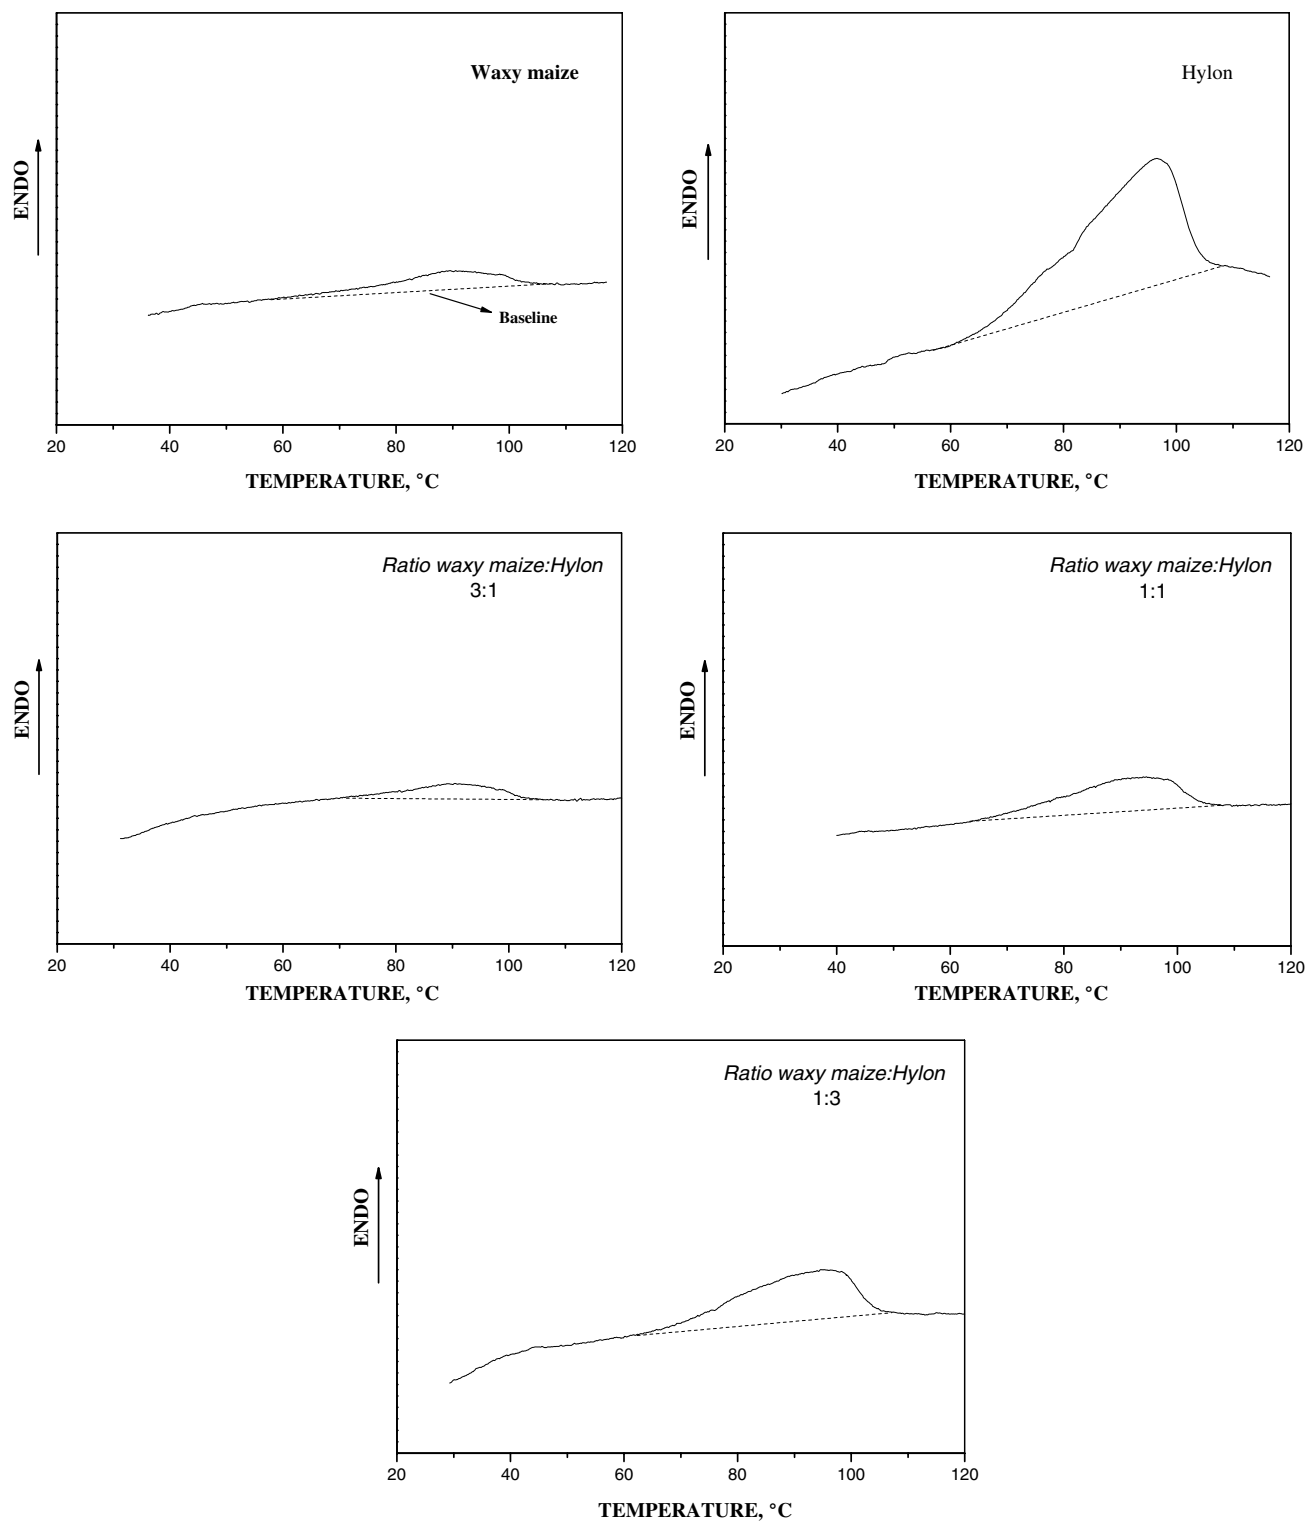 Waxy maize
ENDO
Baseline
20 40 60 80 100 120
TEMPERATURE, °C
Hylon
ENDO
20 40 60 80 100 120
TEMPERATURE, °C
Ratio waxy maize:Hylon
3:1
ENDO
20 40 60 80 100 120
TEMPERATURE, °C
Ratio waxy maize:Hylon
1:1
ENDO
20 40 60 80 100 120
TEMPERATURE, °C
Ratio waxy maize:Hylon
1:3
ENDO
20 40 60 80 100 120
TEMPERATURE, °C